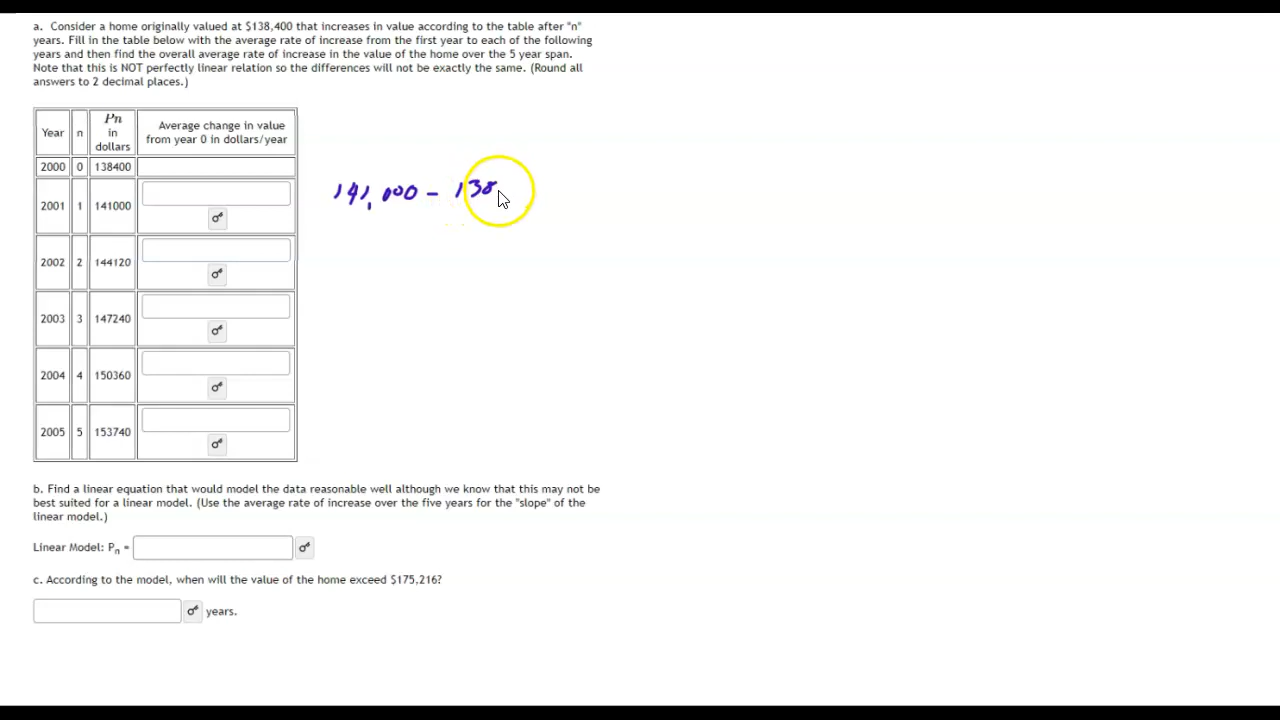 a. Consider a home originally valued at $138,400 that increases in value according to the table after "n"
years. Fill in the table below with the average rate of increase from the first year to each of the following
years and then find the overall average rate of increase in the value of the home over the 5 year span.
Note that this is NOT perfectly linear relation so the differences will not be exactly the same. (Round all
answers to 2 decimal places.)
Year n Pn in dollars Average change in value from year 0 in dollars/year
2000 0 138400
2001 1 141000
141,000 - 138
2002 2 144120
2003 3 147240
2004 4 150360
2005 5 153740
b. Find a linear equation that would model the data reasonable well although we know that this may not be
best suited for a linear model. (Use the average rate of increase over the five years for the "slope" of the
linear model.)
Linear Model: Pn =
c. According to the model, when will the value of the home exceed $175,216?
years.